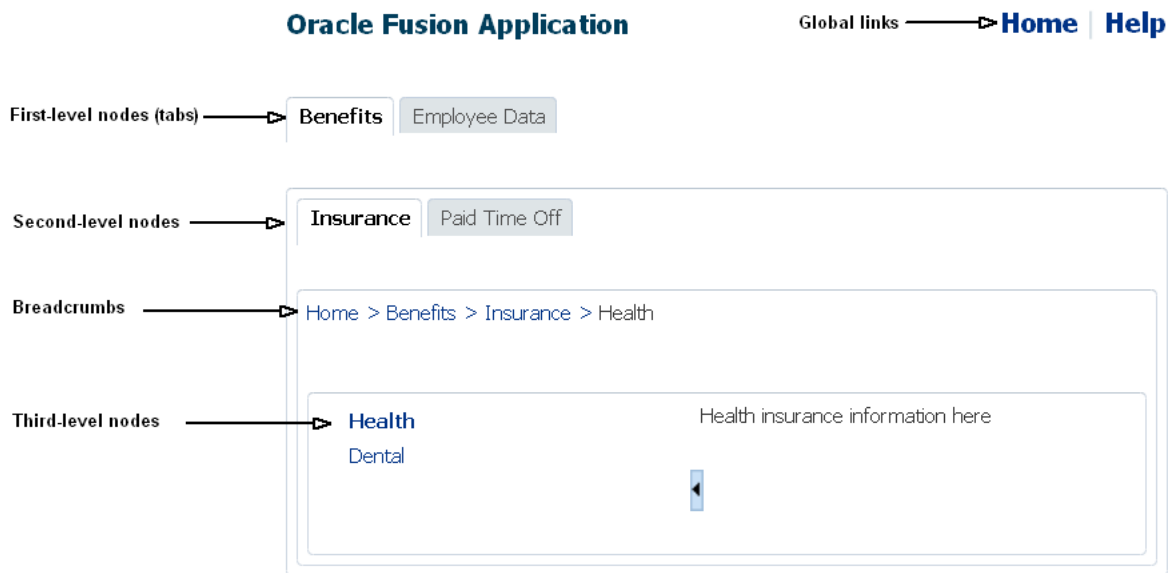 Oracle Fusion Application
Global links
Home | Help
First-level nodes (tabs)
Benefits
Employee Data
Second-level nodes
Insurance
Paid Time Off
Breadcrumbs
Home > Benefits > Insurance > Health
Third-level nodes
Health
Health insurance information here
Dental